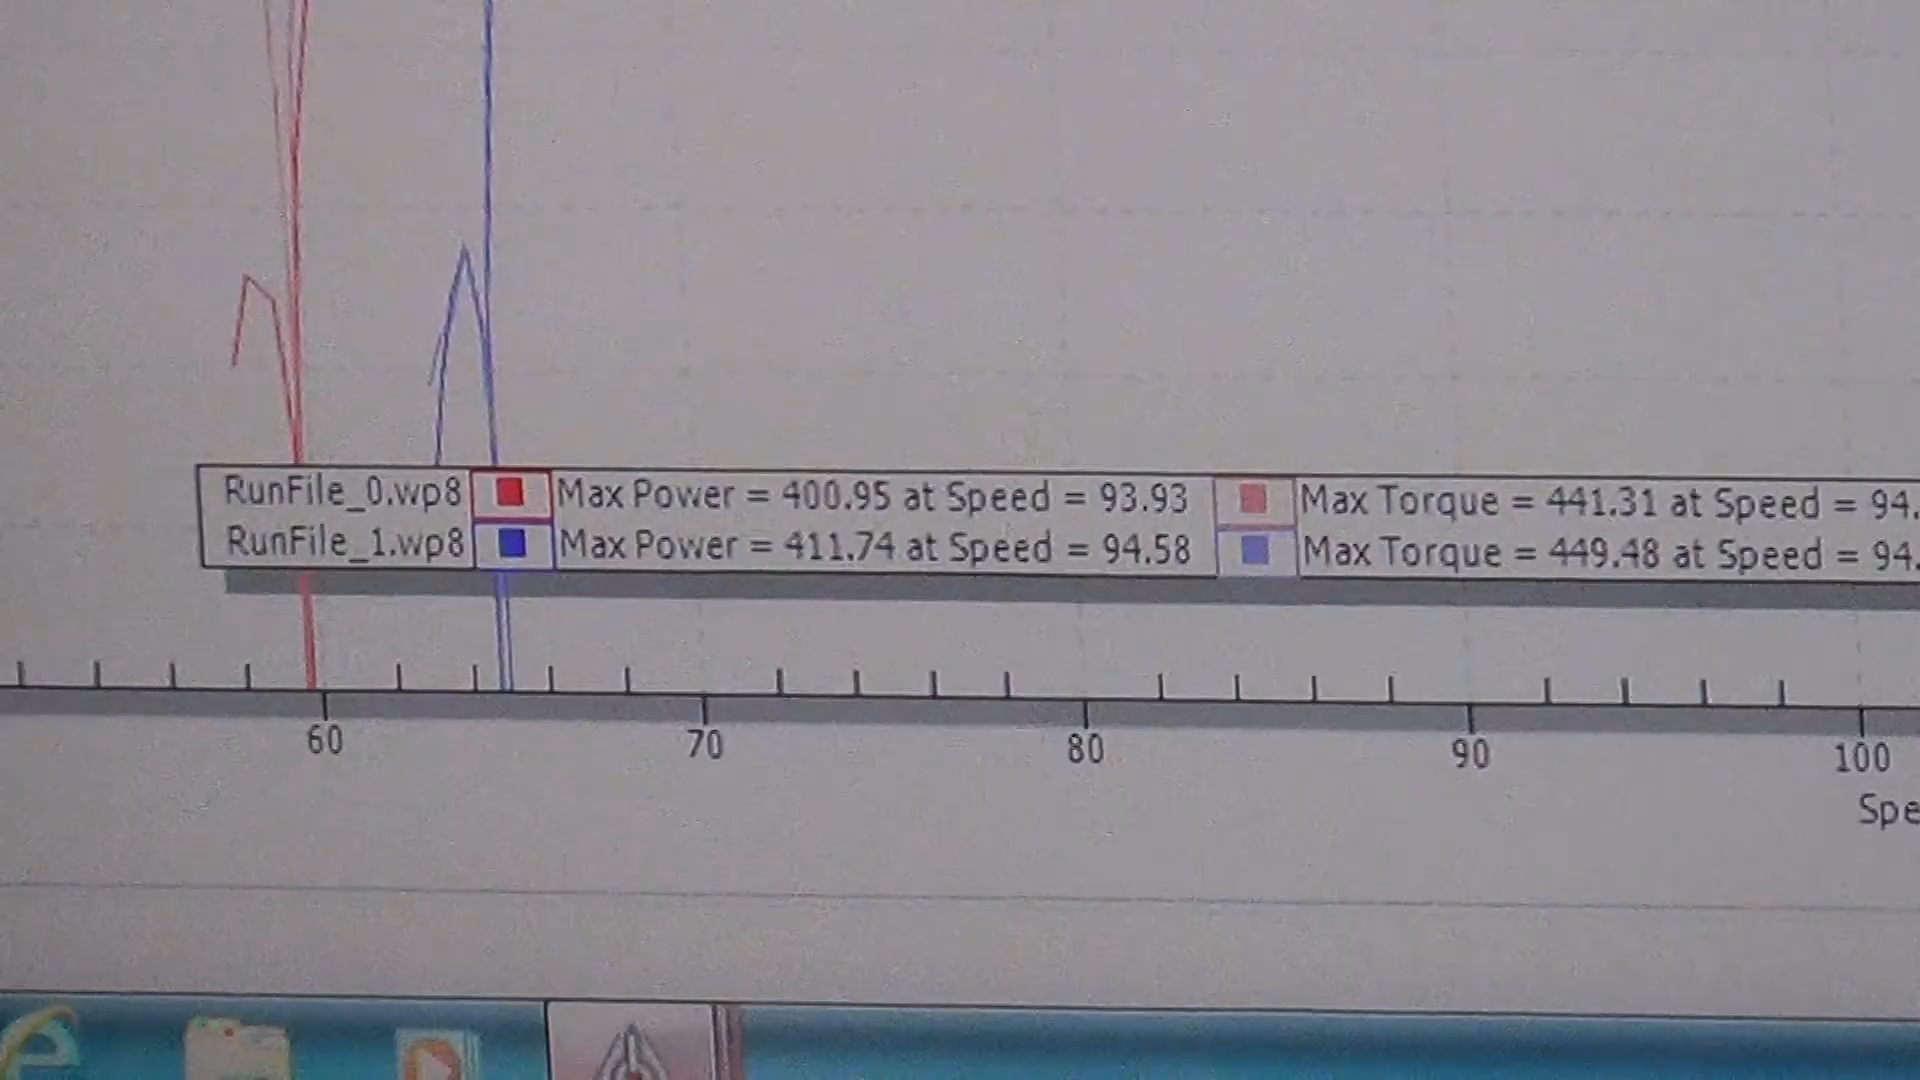 RunFile_0.wp8 Max Power = 400.95 at Speed = 93.93 Max Torque = 441.31 at Speed = 94.
RunFile_1.wp8 Max Power = 411.74 at Speed = 94.58 Max Torque = 449.48 at Speed = 94.
60 70 80 90 100
Spe